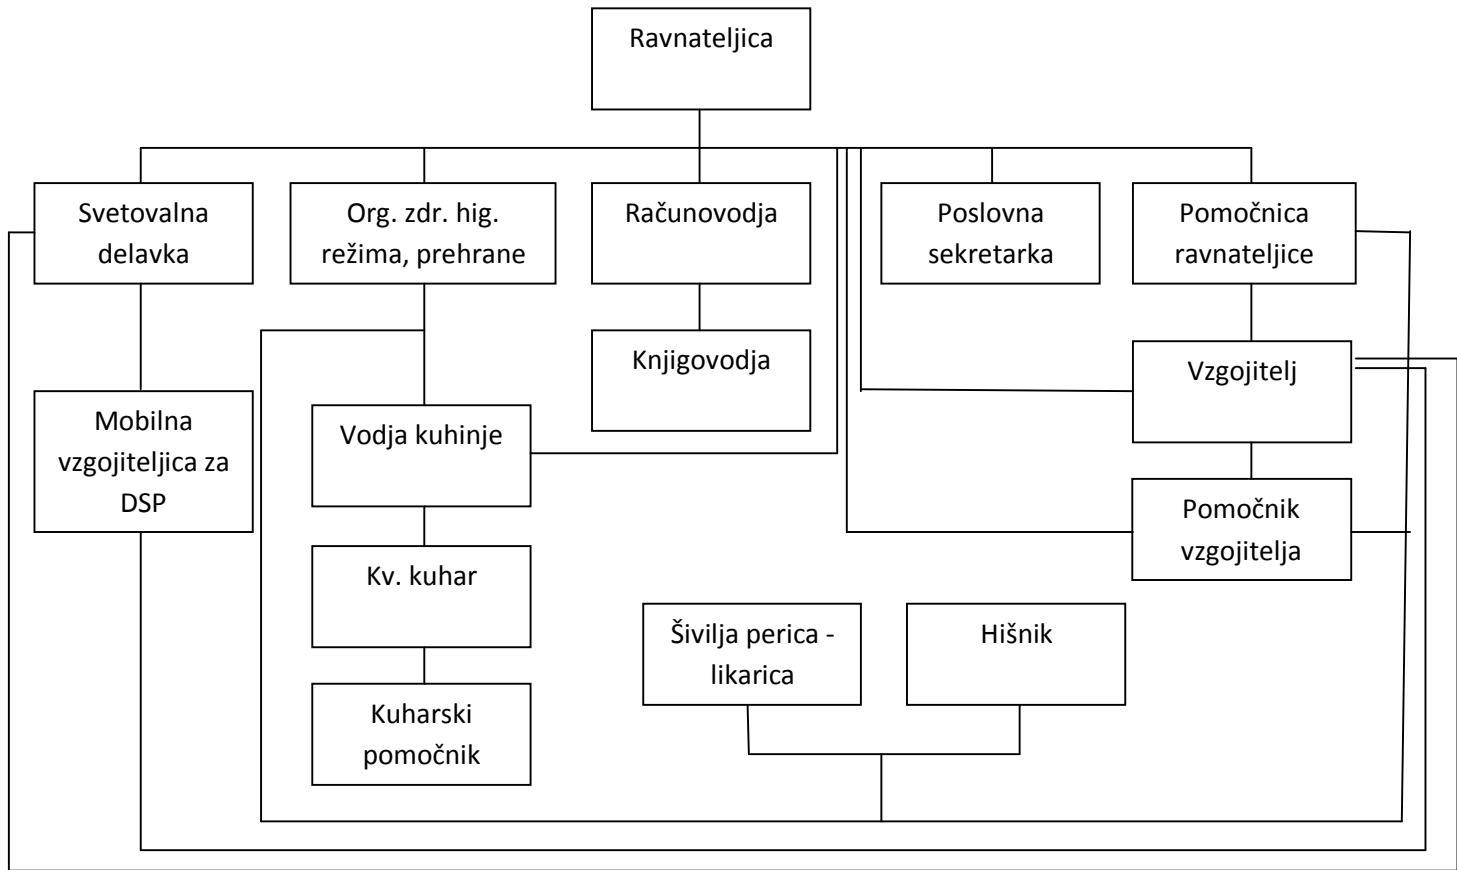 Ravnateljica
Svetovalna
delavka
Org. zdr. hig.
režima, prehrane
Računovodja
Poslovna
sekretarka
Pomočnica
ravnateljice
Knjigovodja
Vzgojitelj
Mobilna
vzgojiteljica za
DSP
Vodja kuhinje
Pomočnik
vzgojitelja
Kv. kuhar
Šivilja perica -
likarica
Hišnik
Kuharski
pomočnik